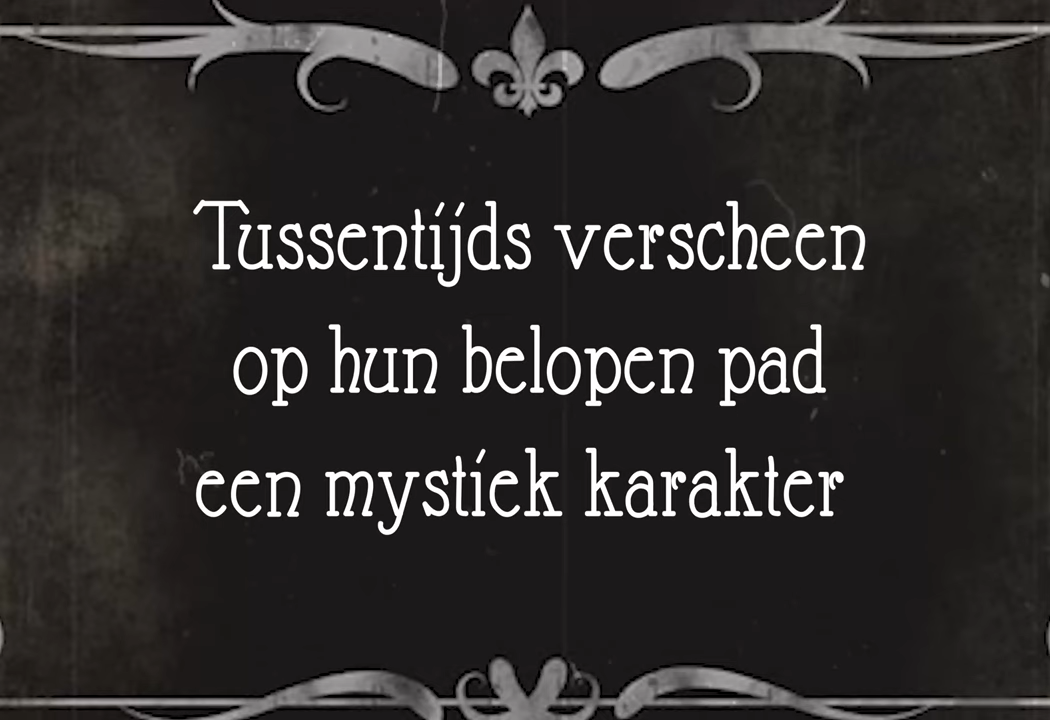 Tussentijds verscheen
op hun belopen pad
een mystiek karakter